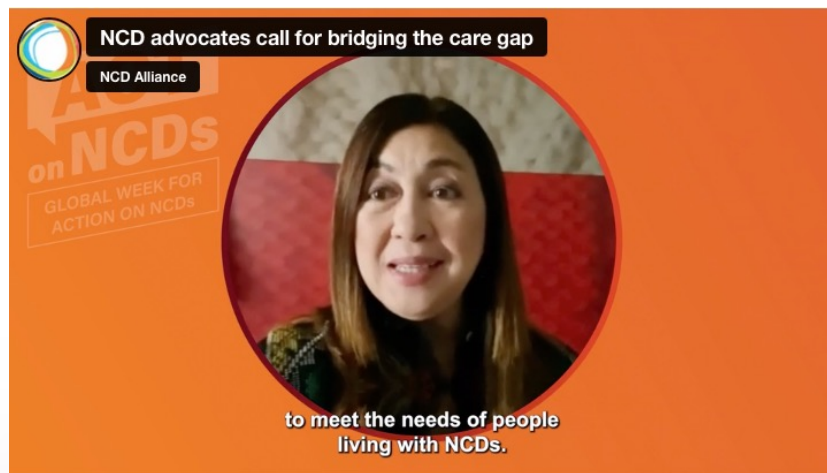 NCD advocates call for bridging the care gap
NCD Alliance
ACT
on NCDs
GLOBAL WEEK FOR
ACTION ON NCDs
to meet the needs of people
living with NCDs.